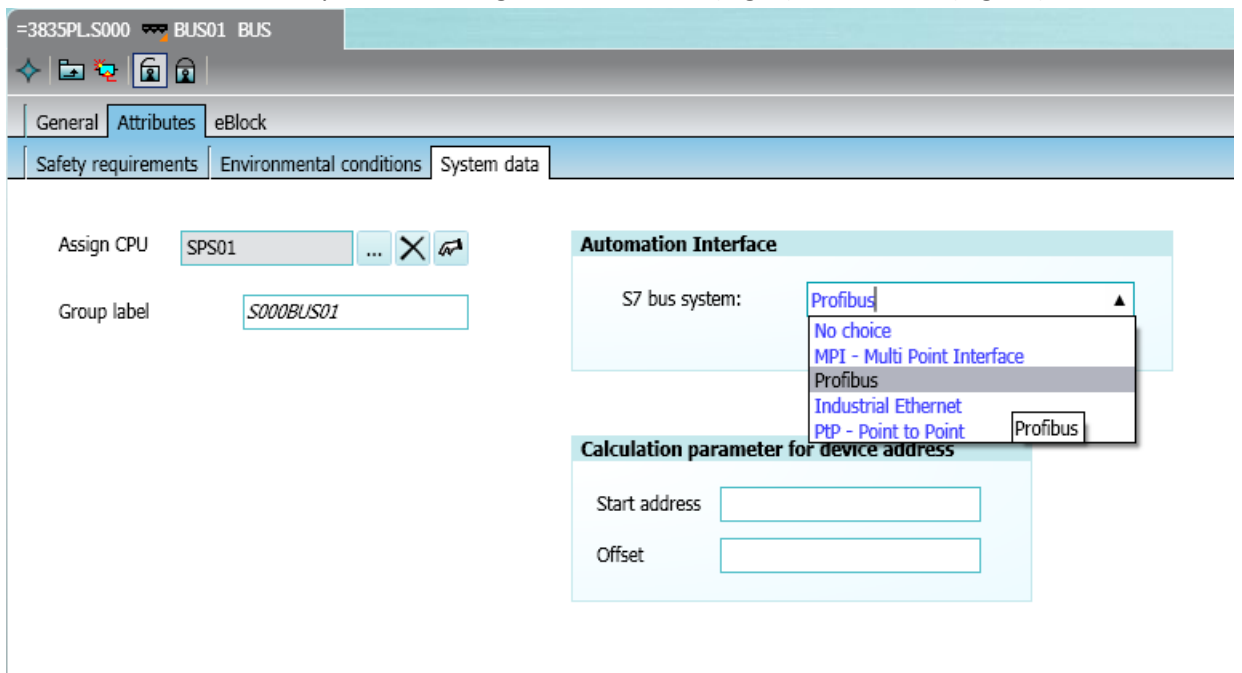 =3835PL.S000 BUS01 BUS
General Attributes eBlock
Safety requirements Environmental conditions System data
Assign CPU SPS01 ...
Group label S000BUS01
Automation Interface
S7 bus system: Profibus
No choice
MPI - Multi Point Interface
Profibus
Industrial Ethernet
PtP - Point to Point
Profibus
Calculation parameter for device address
Start address
Offset